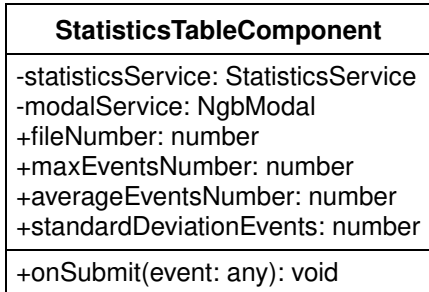 StatisticsTableComponent
-statisticsService: StatisticsService
-modalService: NgbModal
+fileNumber: number
+maxEventsNumber: number
+averageEventsNumber: number
+standardDeviationEvents: number
+onSubmit(event: any): void